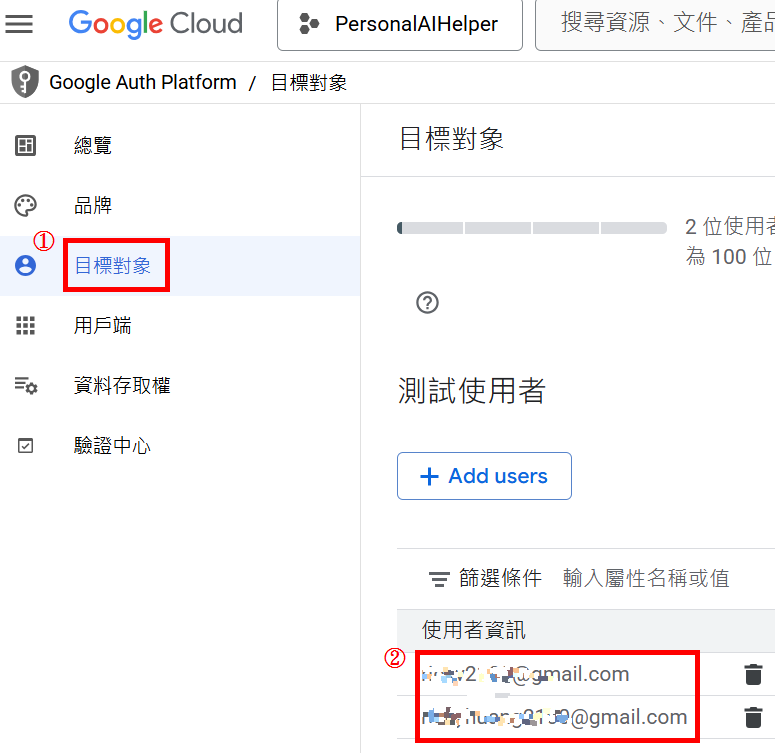 Google Cloud
PersonalAIHelper
搜尋資源、文件、產品
Google Auth Platform / 目標對象
總覽
品牌
① 目標對象
用戶端
資料存取權
驗證中心
目標對象
2 位使用者
為 100 位
測試使用者
+ Add users
篩選條件 輸入屬性名稱或值
使用者資訊
②
@gmail.com
@gmail.com